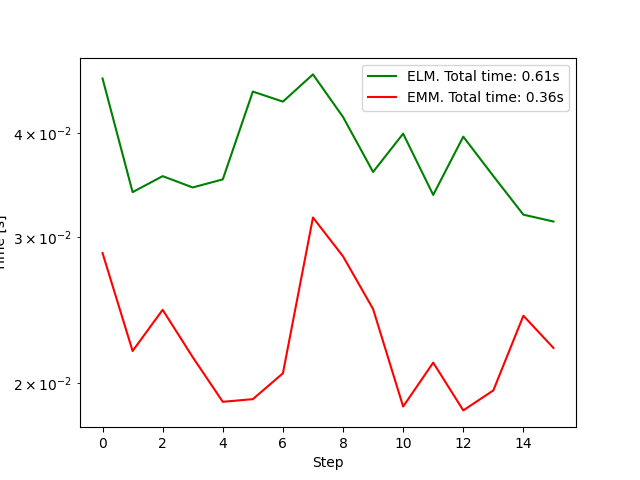 ELM. Total time: 0.61s
EMM. Total time: 0.36s
4 × 10⁻²
3 × 10⁻²
2 × 10⁻²
Time [s]
0 2 4 6 8 10 12 14
Step